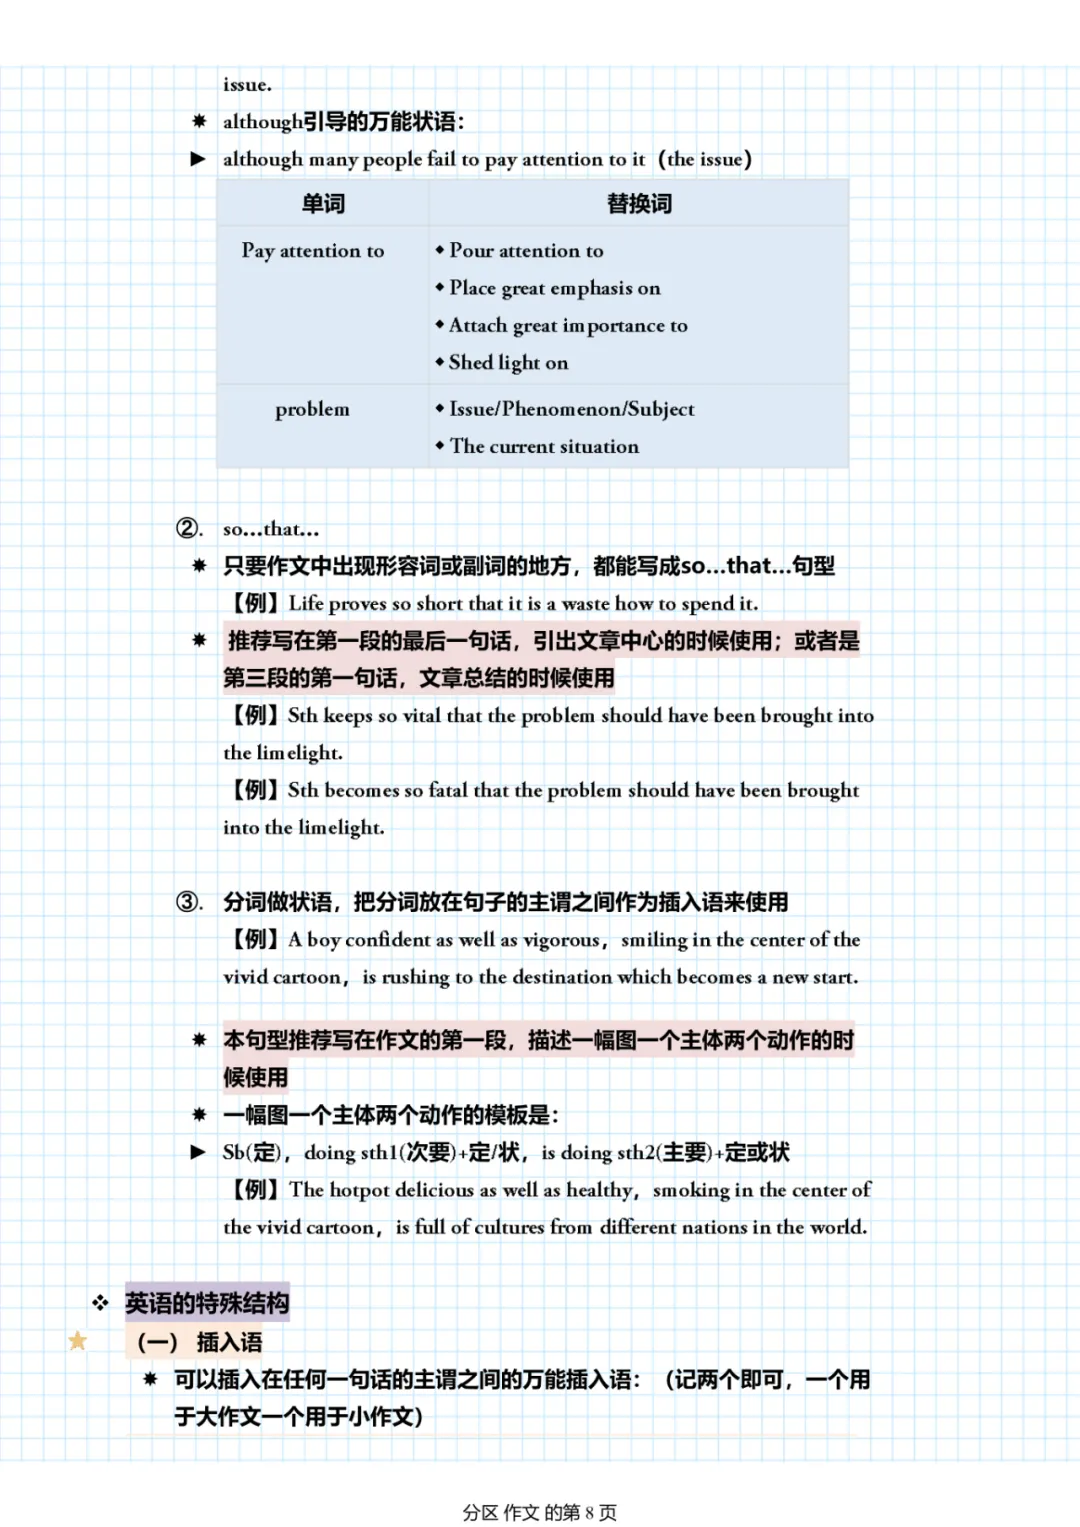 issue.
✸ although引导的万能状语：
► although many people fail to pay attention to it（the issue）
单词 替换词
Pay attention to ◆ Pour attention to
◆ Place great emphasis on
◆ Attach great importance to
◆ Shed light on
problem ◆ Issue/Phenomenon/Subject
◆ The current situation
②. so…that…
✸ 只要作文中出现形容词或副词的地方，都能写成so…that…句型
【例】Life proves so short that it is a waste how to spend it.
✸ 推荐写在第一段的最后一句话，引出文章中心的时候使用；或者是
第三段的第一句话，文章总结的时候使用
【例】Sth keeps so vital that the problem should have been brought into
the limelight.
【例】Sth becomes so fatal that the problem should have been brought
into the limelight.
③. 分词做状语，把分词放在句子的主谓之间作为插入语来使用
【例】A boy confident as well as vigorous，smiling in the center of the
vivid cartoon，is rushing to the destination which becomes a new start.
✸ 本句型推荐写在作文的第一段，描述一幅图一个主体两个动作的时
候使用
✸ 一幅图一个主体两个动作的模板是：
► Sb(定)，doing sth1(次要)+定/状，is doing sth2(主要)+定或状
【例】The hotpot delicious as well as healthy，smoking in the center of
the vivid cartoon，is full of cultures from different nations in the world.
❖ 英语的特殊结构
（一） 插入语
✸ 可以插入在任何一句话的主谓之间的万能插入语：（记两个即可，一个用
于大作文一个用于小作文）
分区 作文 的第 8 页